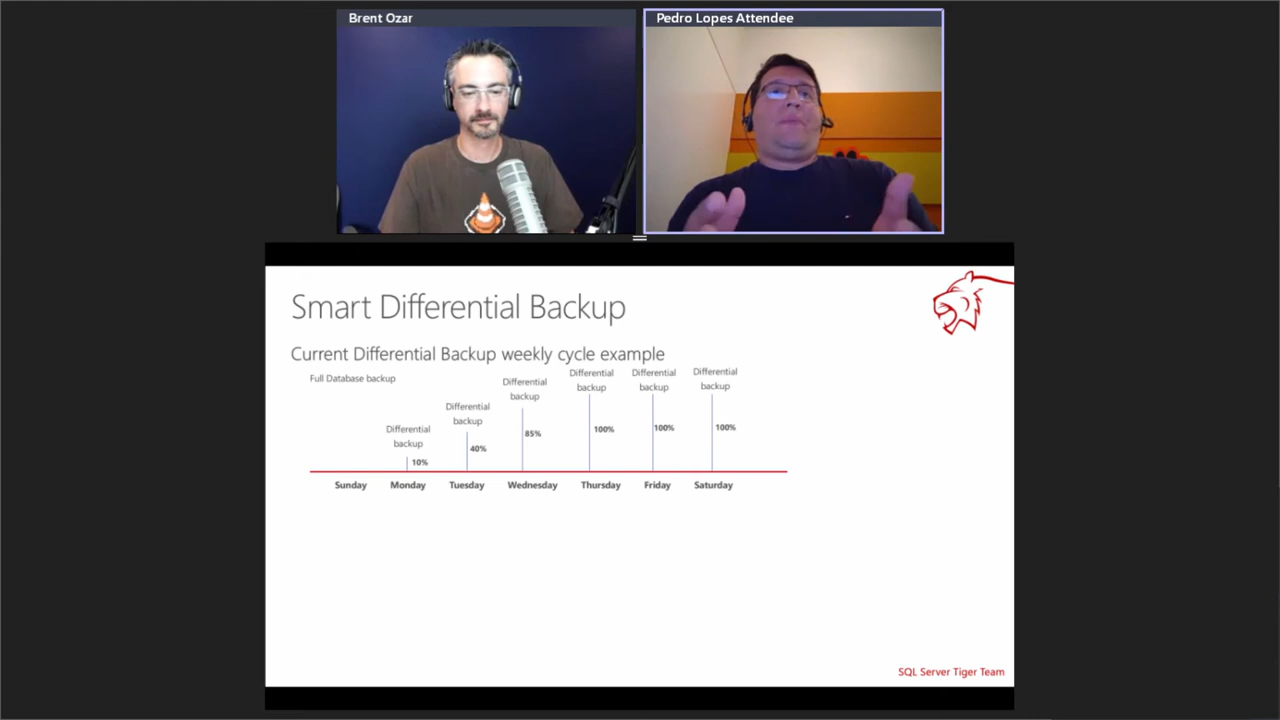 Brent Ozar
Pedro Lopes Attendee
Smart Differential Backup
Current Differential Backup weekly cycle example
Full Database backup
Differential
backup
10%
Differential
backup
40%
Differential
backup
85%
Differential
backup
100%
Differential
backup
100%
Differential
backup
100%
Sunday
Monday
Tuesday
Wednesday
Thursday
Friday
Saturday
SQL Server Tiger Team